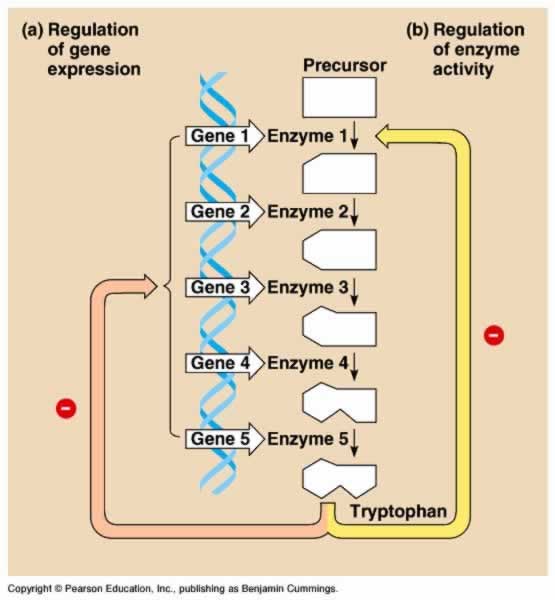 (a) Regulation
of gene
expression
(b) Regulation
of enzyme
activity
Precursor
Gene 1 Enzyme 1
Gene 2 Enzyme 2
Gene 3 Enzyme 3
Gene 4 Enzyme 4
Gene 5 Enzyme 5
Tryptophan
Copyright © Pearson Education, Inc., publishing as Benjamin Cummings.